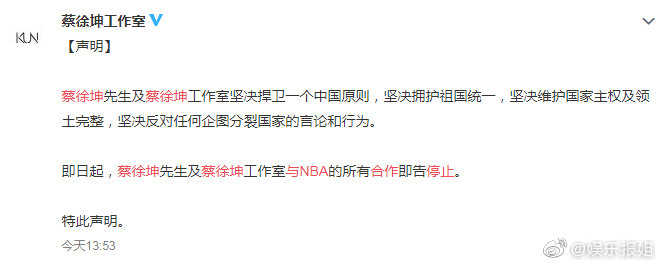 蔡徐坤工作室
KUN
【声明】
蔡徐坤先生及蔡徐坤工作室坚决捍卫一个中国原则，坚决拥护祖国统一，坚决维护国家主权及领
土完整，坚决反对任何企图分裂国家的言论和行为。
即日起，蔡徐坤先生及蔡徐坤工作室与NBA的所有合作即告停止。
特此声明。
今天13:53
@娱乐报姐